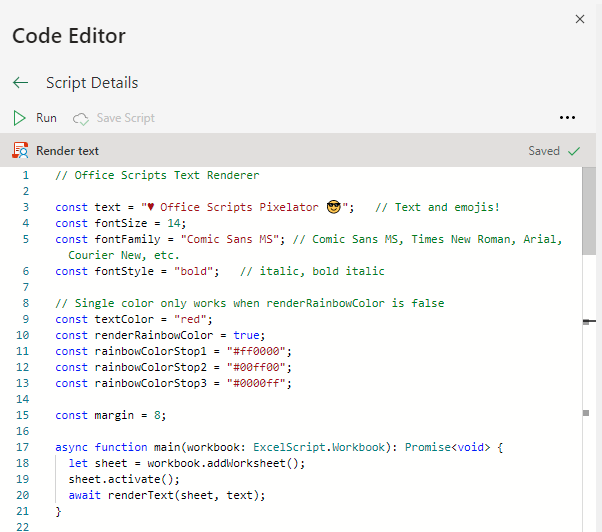 Code Editor
Script Details
Run Save Script
Render text Saved
1 // Office Scripts Text Renderer
2
3 const text = "♥ Office Scripts Pixelator 😎"; // Text and emojis!
4 const fontSize = 14;
5 const fontFamily = "Comic Sans MS"; // Comic Sans MS, Times New Roman, Arial,
Courier New, etc.
6 const fontStyle = "bold"; // italic, bold italic
7
8 // Single color only works when renderRainbowColor is false
9 const textColor = "red";
10 const renderRainbowColor = true;
11 const rainbowColorStop1 = "#ff0000";
12 const rainbowColorStop2 = "#00ff00";
13 const rainbowColorStop3 = "#0000ff";
14
15 const margin = 8;
16
17 async function main(workbook: ExcelScript.Workbook): Promise<void> {
18 let sheet = workbook.addWorksheet();
19 sheet.activate();
20 await renderText(sheet, text);
21 }
22